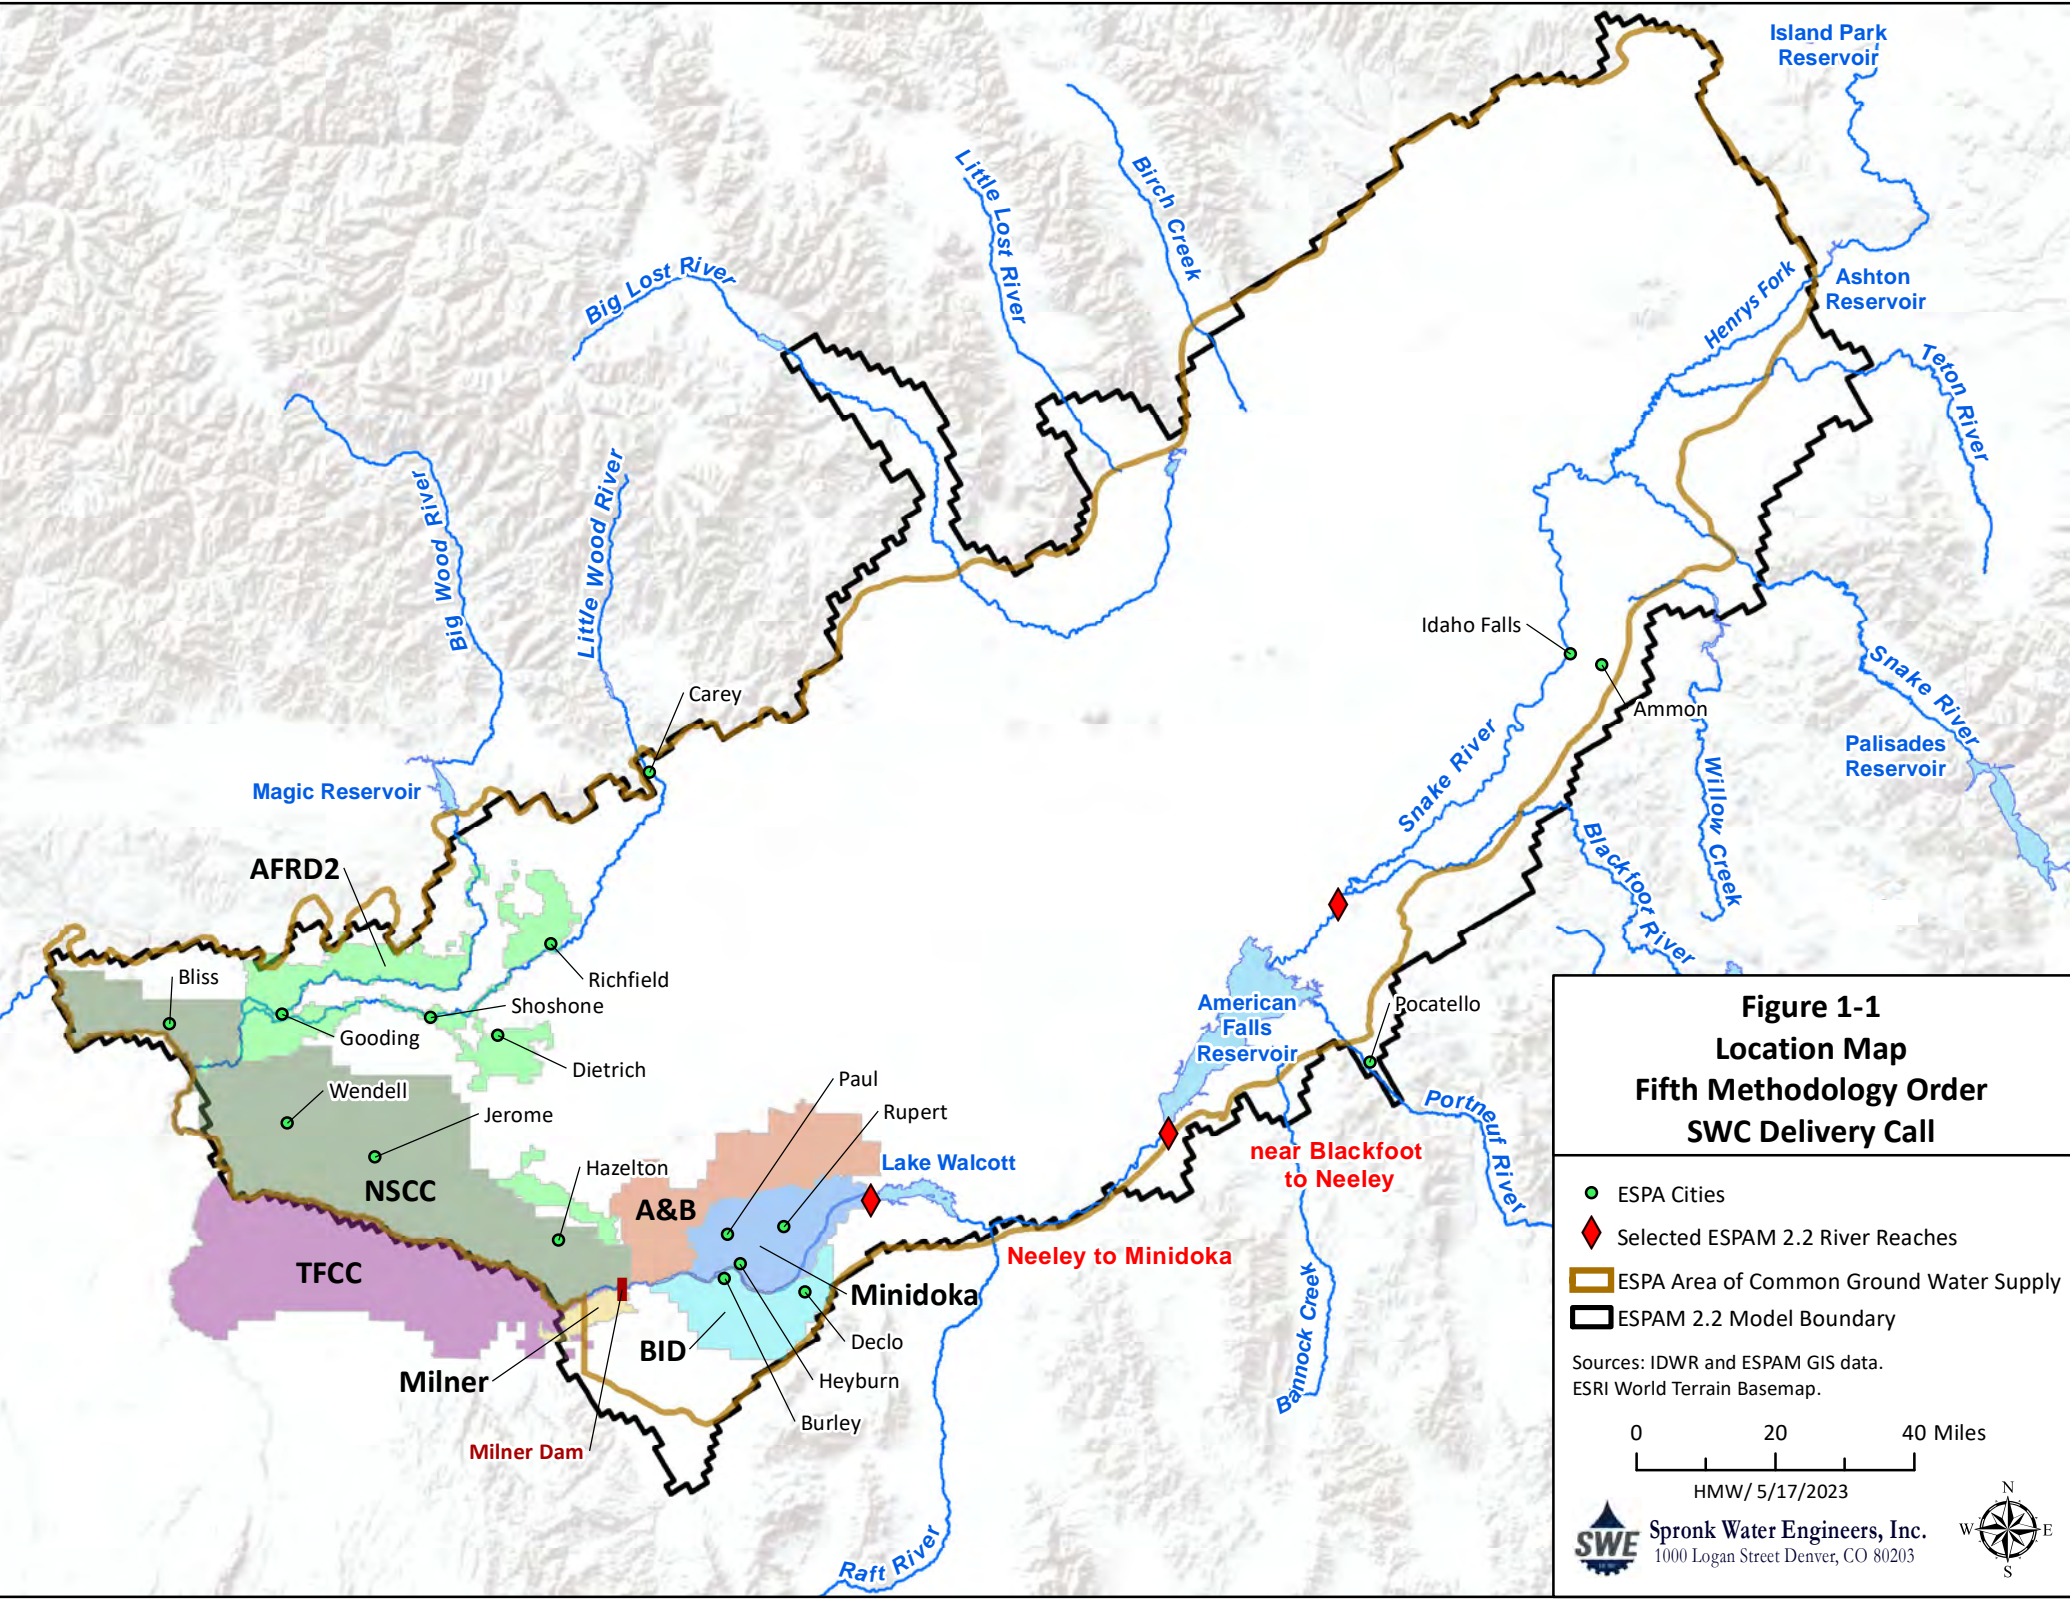 Island Park
Reservoir
Little Lost River
Birch Creek
Big Lost River
Henrys Fork
Ashton
Reservoir
Teton River
Big Wood River
Little Wood River
Idaho Falls
Ammon
Snake River
Carey
Snake River
Palisades
Reservoir
Willow Creek
Magic Reservoir
Blackfoot River
AFRD2
Bliss
Richfield
Shoshone
Gooding
Dietrich
American
Falls
Reservoir
Pocatello
Wendell
Jerome
Paul
Rupert
Portneuf River
near Blackfoot
to Neeley
Hazelton
Lake Walcott
NSCC
A&B
Neeley to Minidoka
TFCC
Minidoka
BID
Declo
Milner
Heyburn
Burley
Bannock Creek
Milner Dam
Raft River
Figure 1-1
Location Map
Fifth Methodology Order
SWC Delivery Call
ESPA Cities
Selected ESPAM 2.2 River Reaches
ESPA Area of Common Ground Water Supply
ESPAM 2.2 Model Boundary
Sources: IDWR and ESPAM GIS data.
ESRI World Terrain Basemap.
0 20 40 Miles
HMW/ 5/17/2023
SWE
Spronk Water Engineers, Inc.
1000 Logan Street Denver, CO 80203
N
W E
S